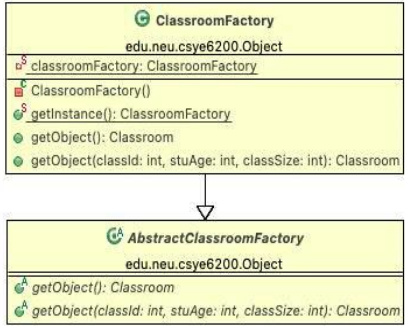 ClassroomFactory
edu.neu.csye6200.Object
classroomFactory: ClassroomFactory
ClassroomFactory()
getInstance(): ClassroomFactory
getObject(): Classroom
getObject(classId: int, stuAge: int, classSize: int): Classroom
AbstractClassroomFactory
edu.neu.csye6200.Object
getObject(): Classroom
getObject(classId: int, stuAge: int, classSize: int): Classroom